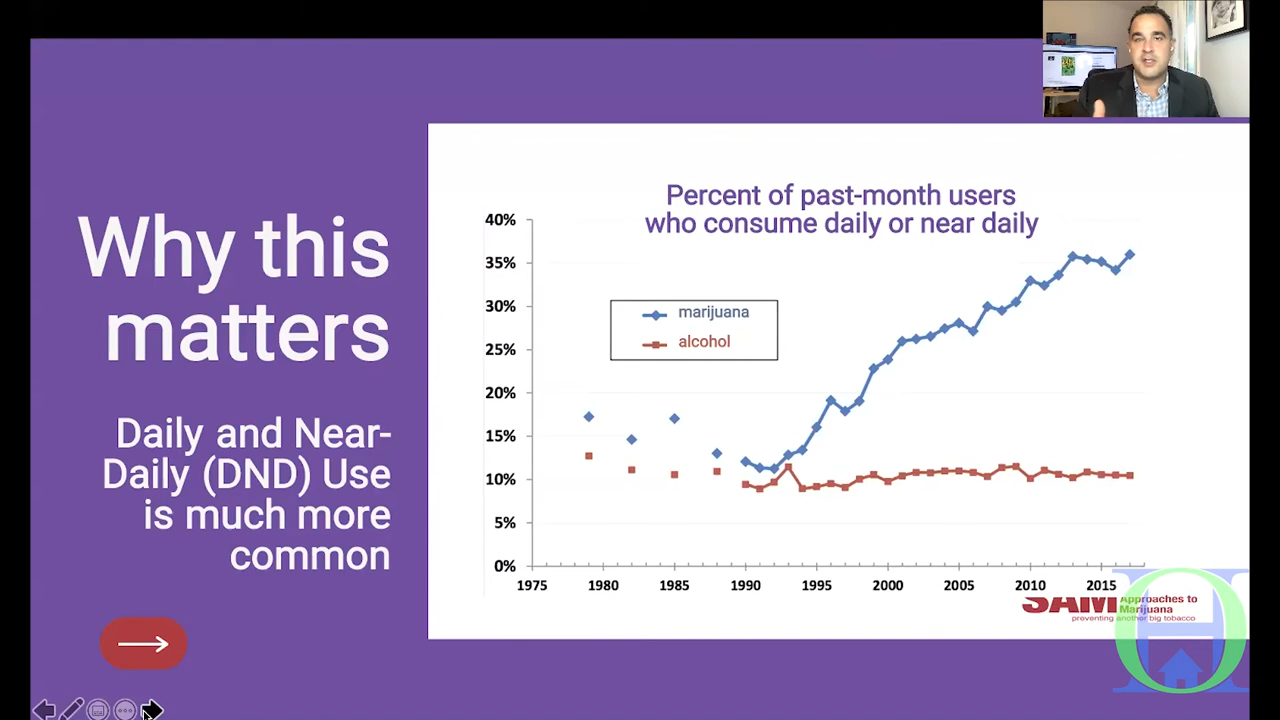 Why this
matters
Daily and Near-
Daily (DND) Use
is much more
common
Percent of past-month users
who consume daily or near daily
40%
35%
30%
25%
20%
15%
10%
5%
0%
marijuana
alcohol
1975 1980 1985 1990 1995 2000 2005 2010 2015
SAM Approaches to
Marijuana
preventing another big tobacco